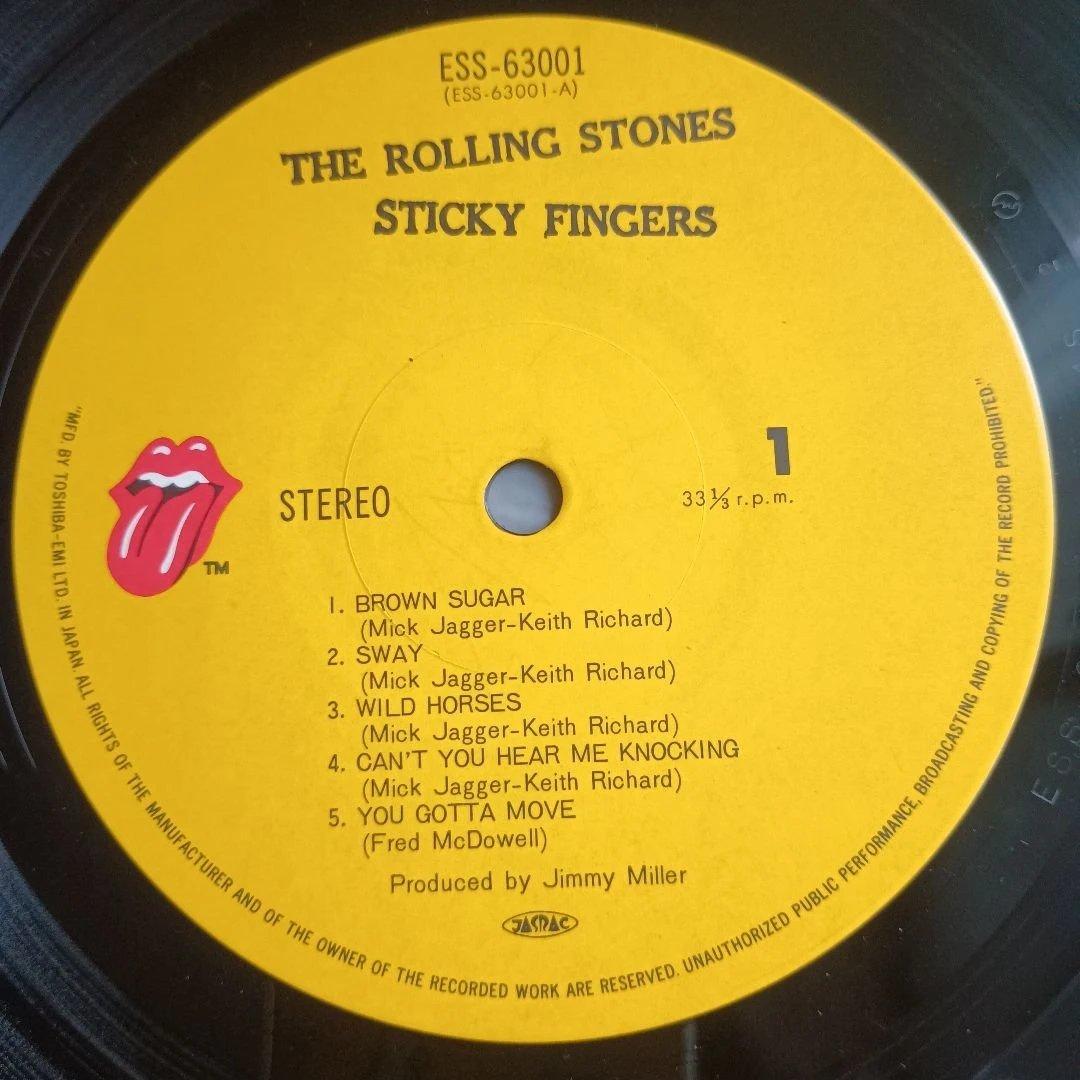 ESS-63001
(ESS-63001-A)
THE ROLLING STONES
STICKY FINGERS
1
STEREO
33 ⅓ r.p.m.
TM
1. BROWN SUGAR
(Mick Jagger-Keith Richard)
2. SWAY
(Mick Jagger-Keith Richard)
3. WILD HORSES
(Mick Jagger-Keith Richard)
4. CAN'T YOU HEAR ME KNOCKING
(Mick Jagger-Keith Richard)
5. YOU GOTTA MOVE
(Fred McDowell)
Produced by Jimmy Miller
JASRAC
"MFD. BY TOSHIBA-EMI LTD. IN JAPAN. ALL RIGHTS OF THE MANUFACTURER AND OF THE OWNER OF THE RECORDED WORK ARE RESERVED. UNAUTHORIZED PUBLIC PERFORMANCE, BROADCASTING AND COPYING OF THE RECORD PROHIBITED."